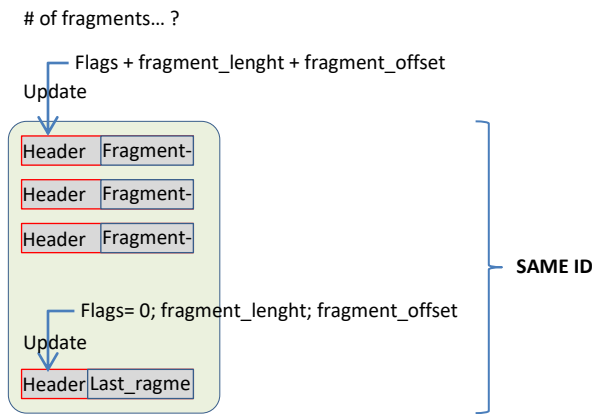 # of fragments… ?
Flags + fragment_lenght + fragment_offset
Update
Header Fragment-
Header Fragment-
Header Fragment-
SAME ID
Flags= 0; fragment_lenght; fragment_offset
Update
Header Last_ragme